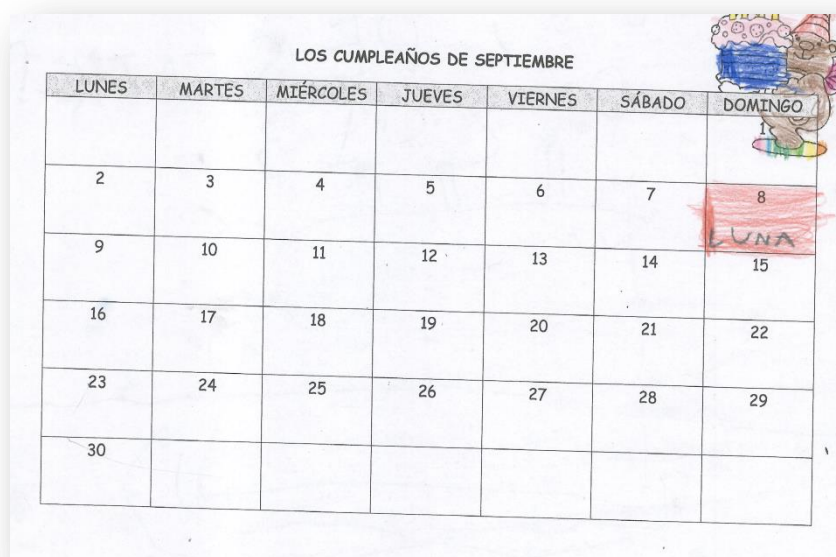 LOS CUMPLEAÑOS DE SEPTIEMBRE
LUNES MARTES MIÉRCOLES JUEVES VIERNES SÁBADO DOMINGO
1
2 3 4 5 6 7 8
LUNA
9 10 11 12 13 14 15
16 17 18 19 20 21 22
23 24 25 26 27 28 29
30